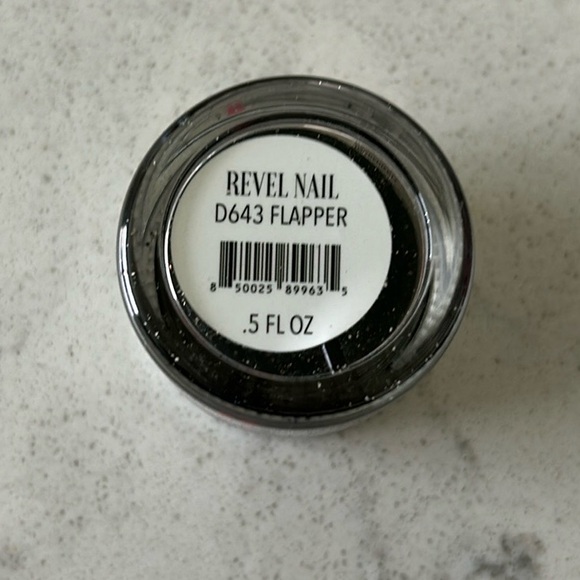 REVEL NAIL
D643 FLAPPER
8 50025 89963 5
.5 FL OZ